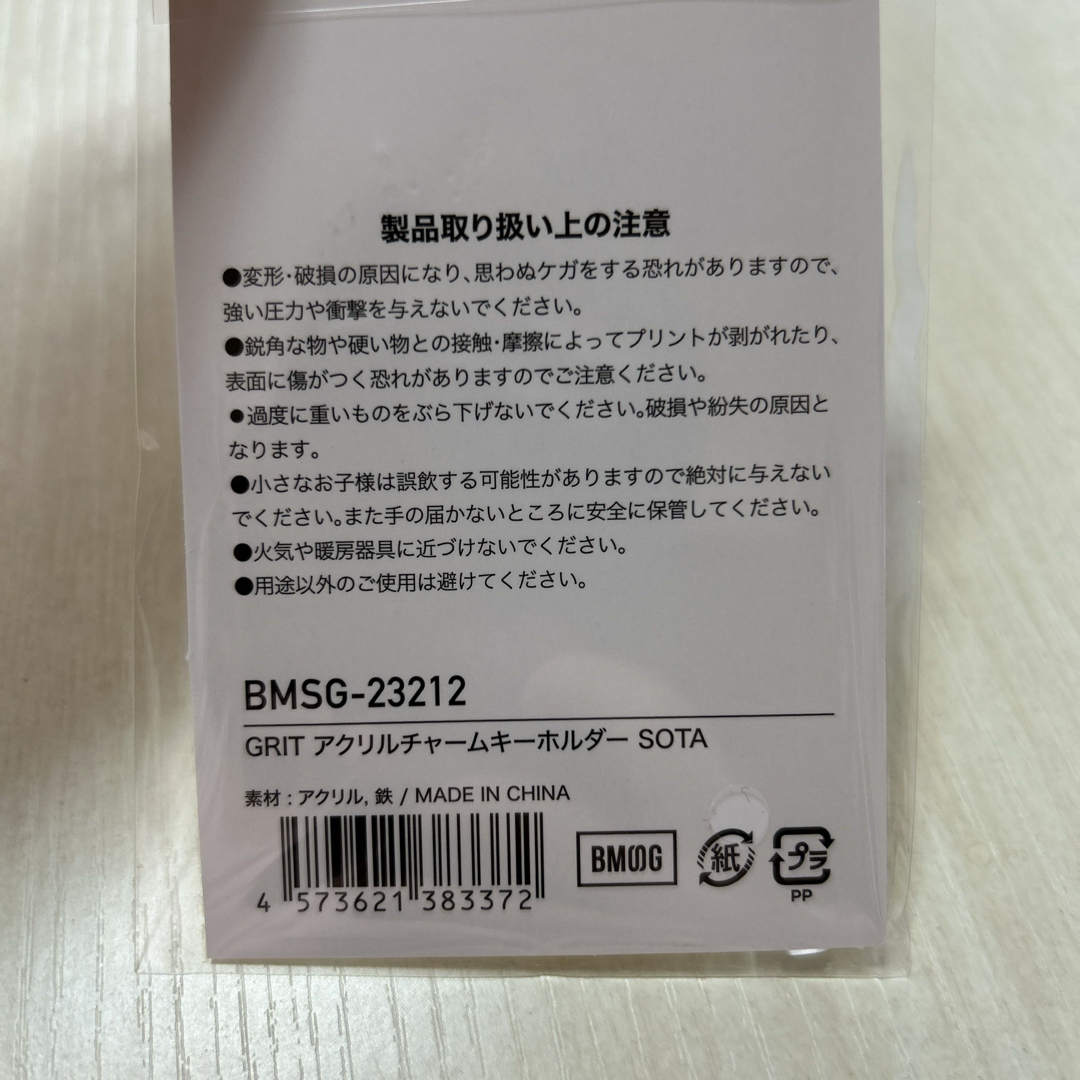 製品取り扱い上の注意
●変形・破損の原因になり、思わぬケガをする恐れがありますので、
強い圧力や衝撃を与えないでください。
●鋭角な物や硬い物との接触・摩擦によってプリントが剥がれたり、
表面に傷がつく恐れがありますのでご注意ください。
●過度に重いものをぶら下げないでください。破損や紛失の原因と
なります。
●小さなお子様は誤飲する可能性がありますので絶対に与えない
でください。また手の届かないところに安全に保管してください。
●火気や暖房器具に近づけないでください。
●用途以外のご使用は避けてください。
BMSG-23212
GRIT アクリルチャームキーホルダー SOTA
素材 : アクリル, 鉄 / MADE IN CHINA
4 573621 383372
BMSG
紙
プラ
PP